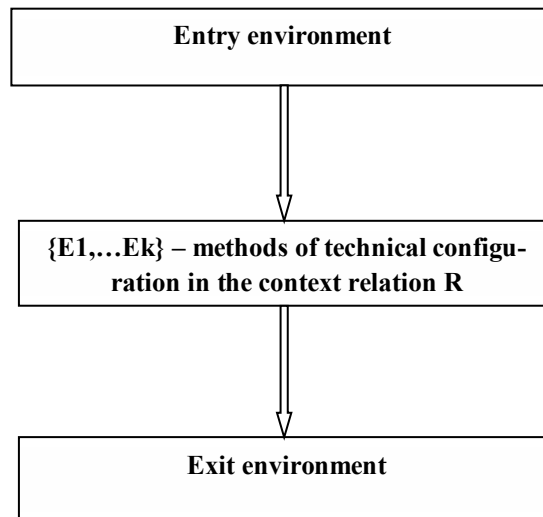 Entry environment
{E1,…Ek} – methods of technical configu-
ration in the context relation R
Exit environment